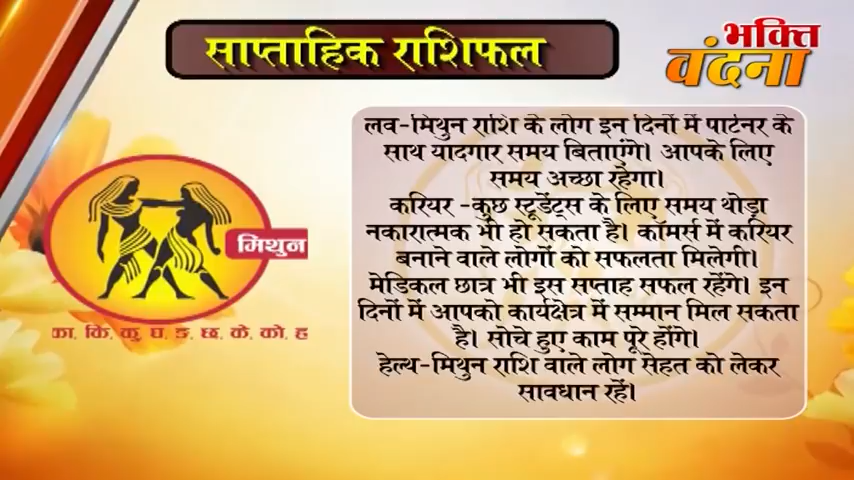 साप्ताहिक राशिफल
भक्ति
वंदना
लव-मिथुन राशि के लोग इन दिनों में पार्टनर के
साथ यादगार समय बिताएंगे। आपके लिए
समय अच्छा रहेगा।
करियर -कुछ स्टूडेंट्स के लिए समय थोड़ा
नकारात्मक भी हो सकता है। कॉमर्स में करियर
बनाने वाले लोगों को सफलता मिलेगी।
मेडिकल छात्र भी इस सप्ताह सफल रहेंगे। इन
दिनों में आपको कार्यक्षेत्र में सम्मान मिल सकता
है। सोचे हुए काम पूरे होंगे।
हेल्थ-मिथुन राशि वाले लोग सेहत को लेकर
सावधान रहें।
मिथुन
का, कि, कु, घ, ङ, छ, के, को, ह